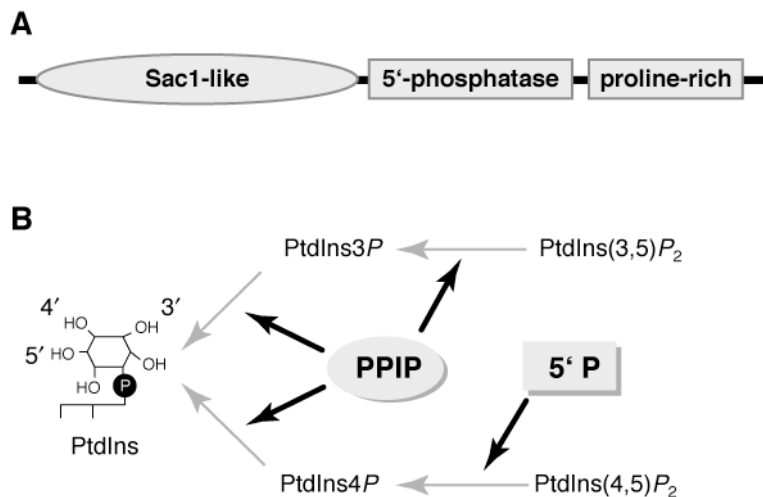 A
Sac1-like 5‘-phosphatase proline-rich
B
PtdIns3P PtdIns(3,5)P₂
4′ 3′
HO OH
5′ HO OH
HO P
PPIP 5‘ P
PtdIns
PtdIns4P PtdIns(4,5)P₂